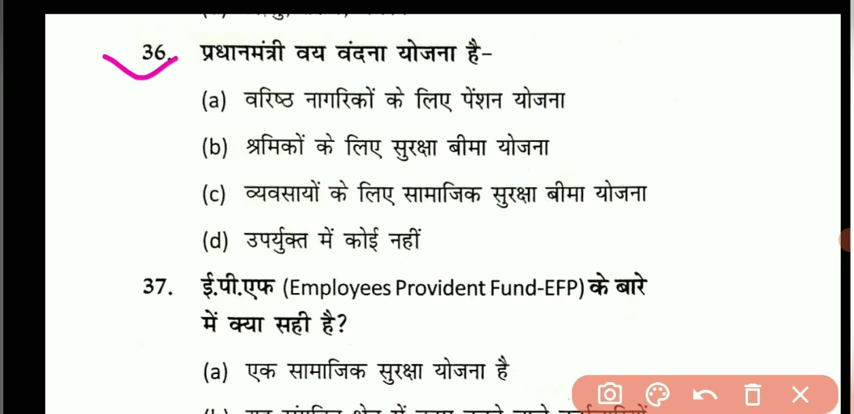 36. प्रधानमंत्री वय वंदना योजना है-
(a) वरिष्ठ नागरिकों के लिए पेंशन योजना
(b) श्रमिकों के लिए सुरक्षा बीमा योजना
(c) व्यवसायों के लिए सामाजिक सुरक्षा बीमा योजना
(d) उपर्युक्त में कोई नहीं
37. ई.पी.एफ (Employees Provident Fund-EFP) के बारे
में क्या सही है?
(a) एक सामाजिक सुरक्षा योजना है